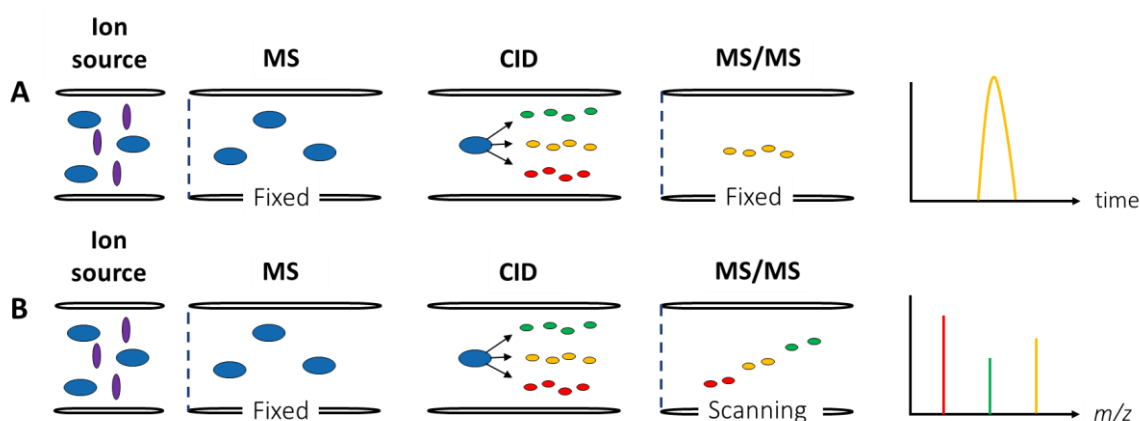 Ion
source
MS
CID
MS/MS
A
Fixed
Fixed
time
Ion
source
MS
CID
MS/MS
B
Fixed
Scanning
m/z